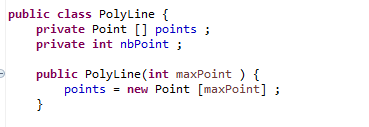 public class PolyLine {
private Point [] points ;
private int nbPoint ;
public PolyLine(int maxPoint ) {
points = new Point [maxPoint] ;
}